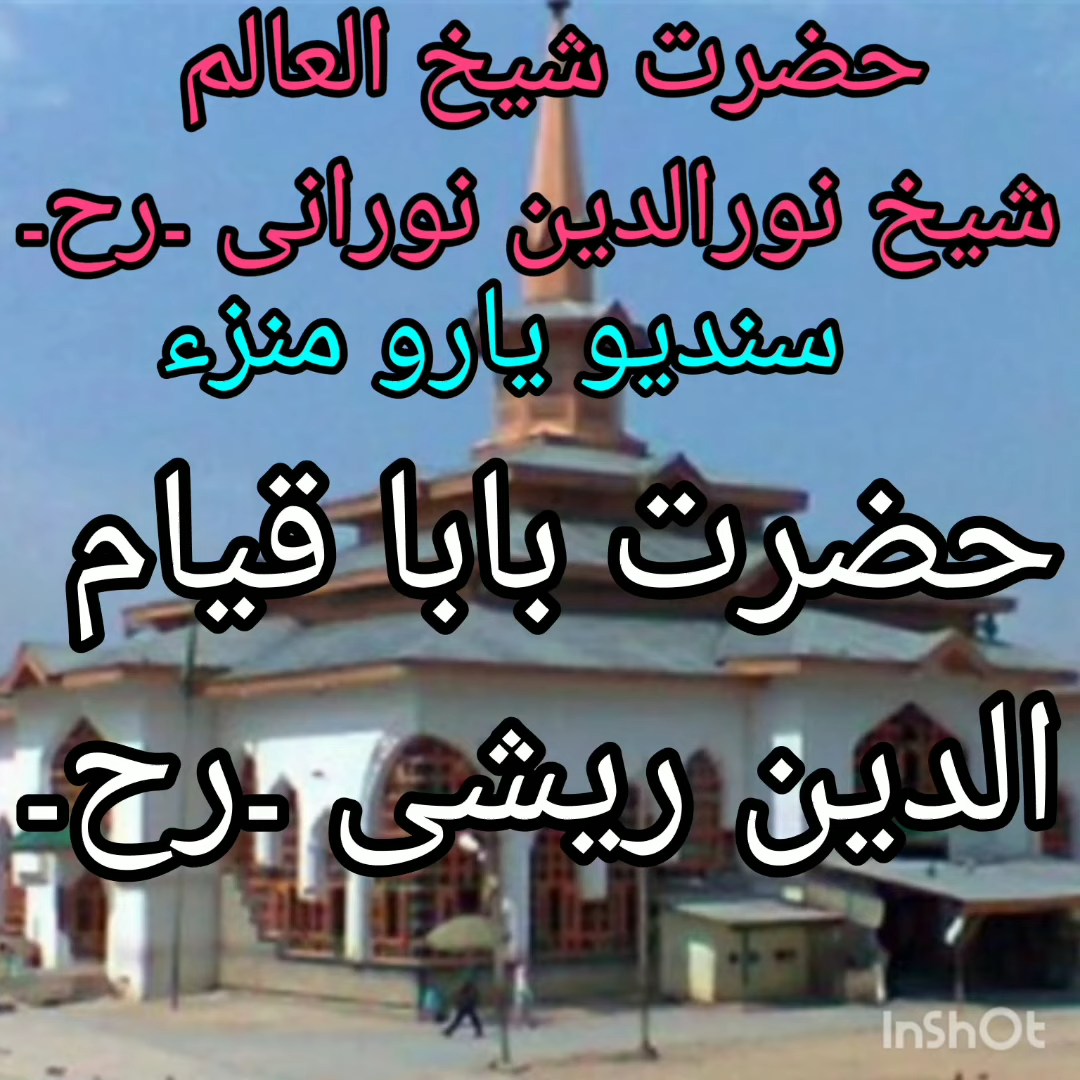 حضرت شیخ العالم
شیخ نورالدین نورانی ۔رح۔
سندیو یارو منزء
حضرت بابا قیام
الدین ریشی ۔رح۔
InShOt